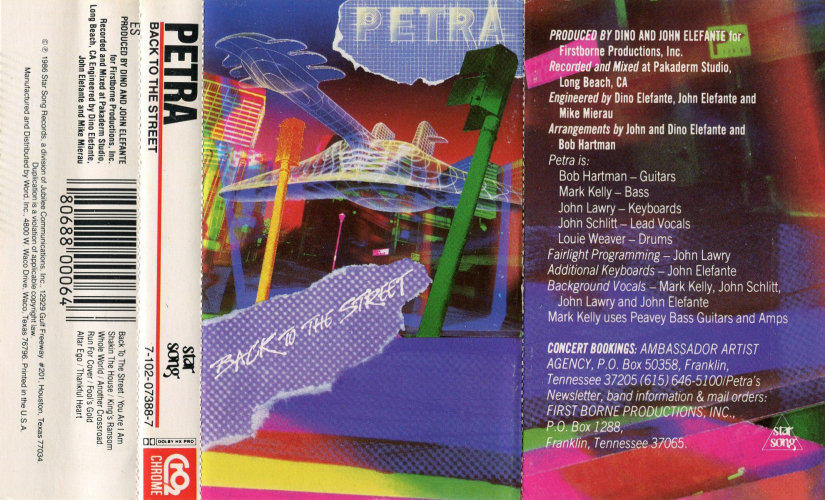 © ℗ 1986 Star Song Records, a division of Jubilee Communications, Inc. 12929 Gulf Freeway #201, Houston, Texas 77034
Duplication is a violation of applicable copyright law.
Manufactured and Distributed by Word, Inc., 4800 W. Waco Drive, Waco, Texas 76796. Printed in the U.S.A.
ES
PRODUCED BY DINO AND JOHN ELEFANTE
for Firstborne Productions, Inc.
Recorded and Mixed at Pakaderm Studio,
Long Beach, CA Engineered by Dino Elefante,
John Elefante and Mike Mierau
80688 00064
Back To The Street / You Are I Am
Shakin The House / King's Ransom
Whole World / Another Crossroad
Run For Cover / Fool's Gold
Altar Ego / Thankful Heart
PETRA
BACK TO THE STREET
star song
7-102-07388-7
DOLBY HX PRO
CHROME
PETRA
BACK TO THE STREET
PRODUCED BY DINO AND JOHN ELEFANTE for
Firstborne Productions, Inc.
Recorded and Mixed at Pakaderm Studio,
Long Beach, CA
Engineered by Dino Elefante, John Elefante and
Mike Mierau
Arrangements by John and Dino Elefante and
Bob Hartman
Petra is:
Bob Hartman – Guitars
Mark Kelly – Bass
John Lawry – Keyboards
John Schlitt – Lead Vocals
Louie Weaver – Drums
Fairlight Programming – John Lawry
Additional Keyboards – John Elefante
Background Vocals – Mark Kelly, John Schlitt,
John Lawry and John Elefante
Mark Kelly uses Peavey Bass Guitars and Amps
CONCERT BOOKINGS: AMBASSADOR ARTIST
AGENCY, P.O. Box 50358, Franklin,
Tennessee 37205 (615) 646-5100/Petra's
Newsletter, band information & mail orders:
FIRST BORNE PRODUCTIONS, INC.,
P.O. Box 1288,
Franklin, Tennessee 37065.
star
song